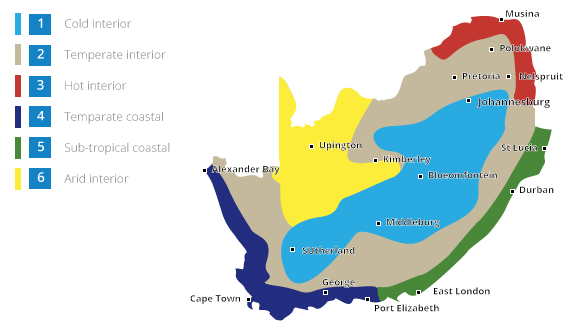 1 Cold Interior
2 Temperate interior
3 Hot interior
4 Temparate coastal
5 Sub-tropical coastal
6 Arid interior
Musina
Polokwane
Pretoria
Nelspruit
Johannesburg
Upington
St Lucia
Kimberley
Alexander Bay
Bloeomfontein
Durban
Middleburg
SUtherland
George
East London
Cape Town
Port Elizabeth